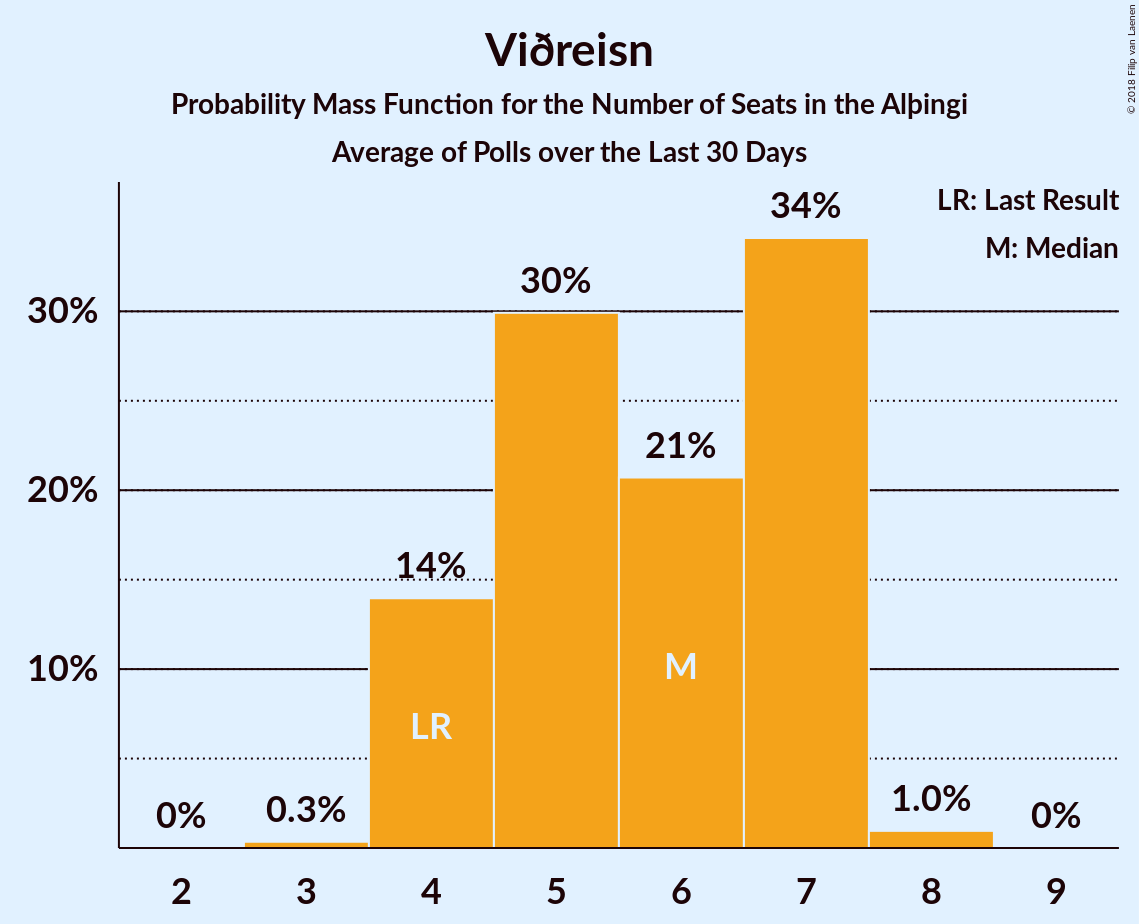 Viðreisn
Probability Mass Function for the Number of Seats in the Alþingi
Average of Polls over the Last 30 Days
© 2018 Filip van Laenen
LR: Last Result
M: Median
34%
30%
30%
21%
20%
14%
10%
M
LR
0%
0.3%
1.0%
0%
2 3 4 5 6 7 8 9